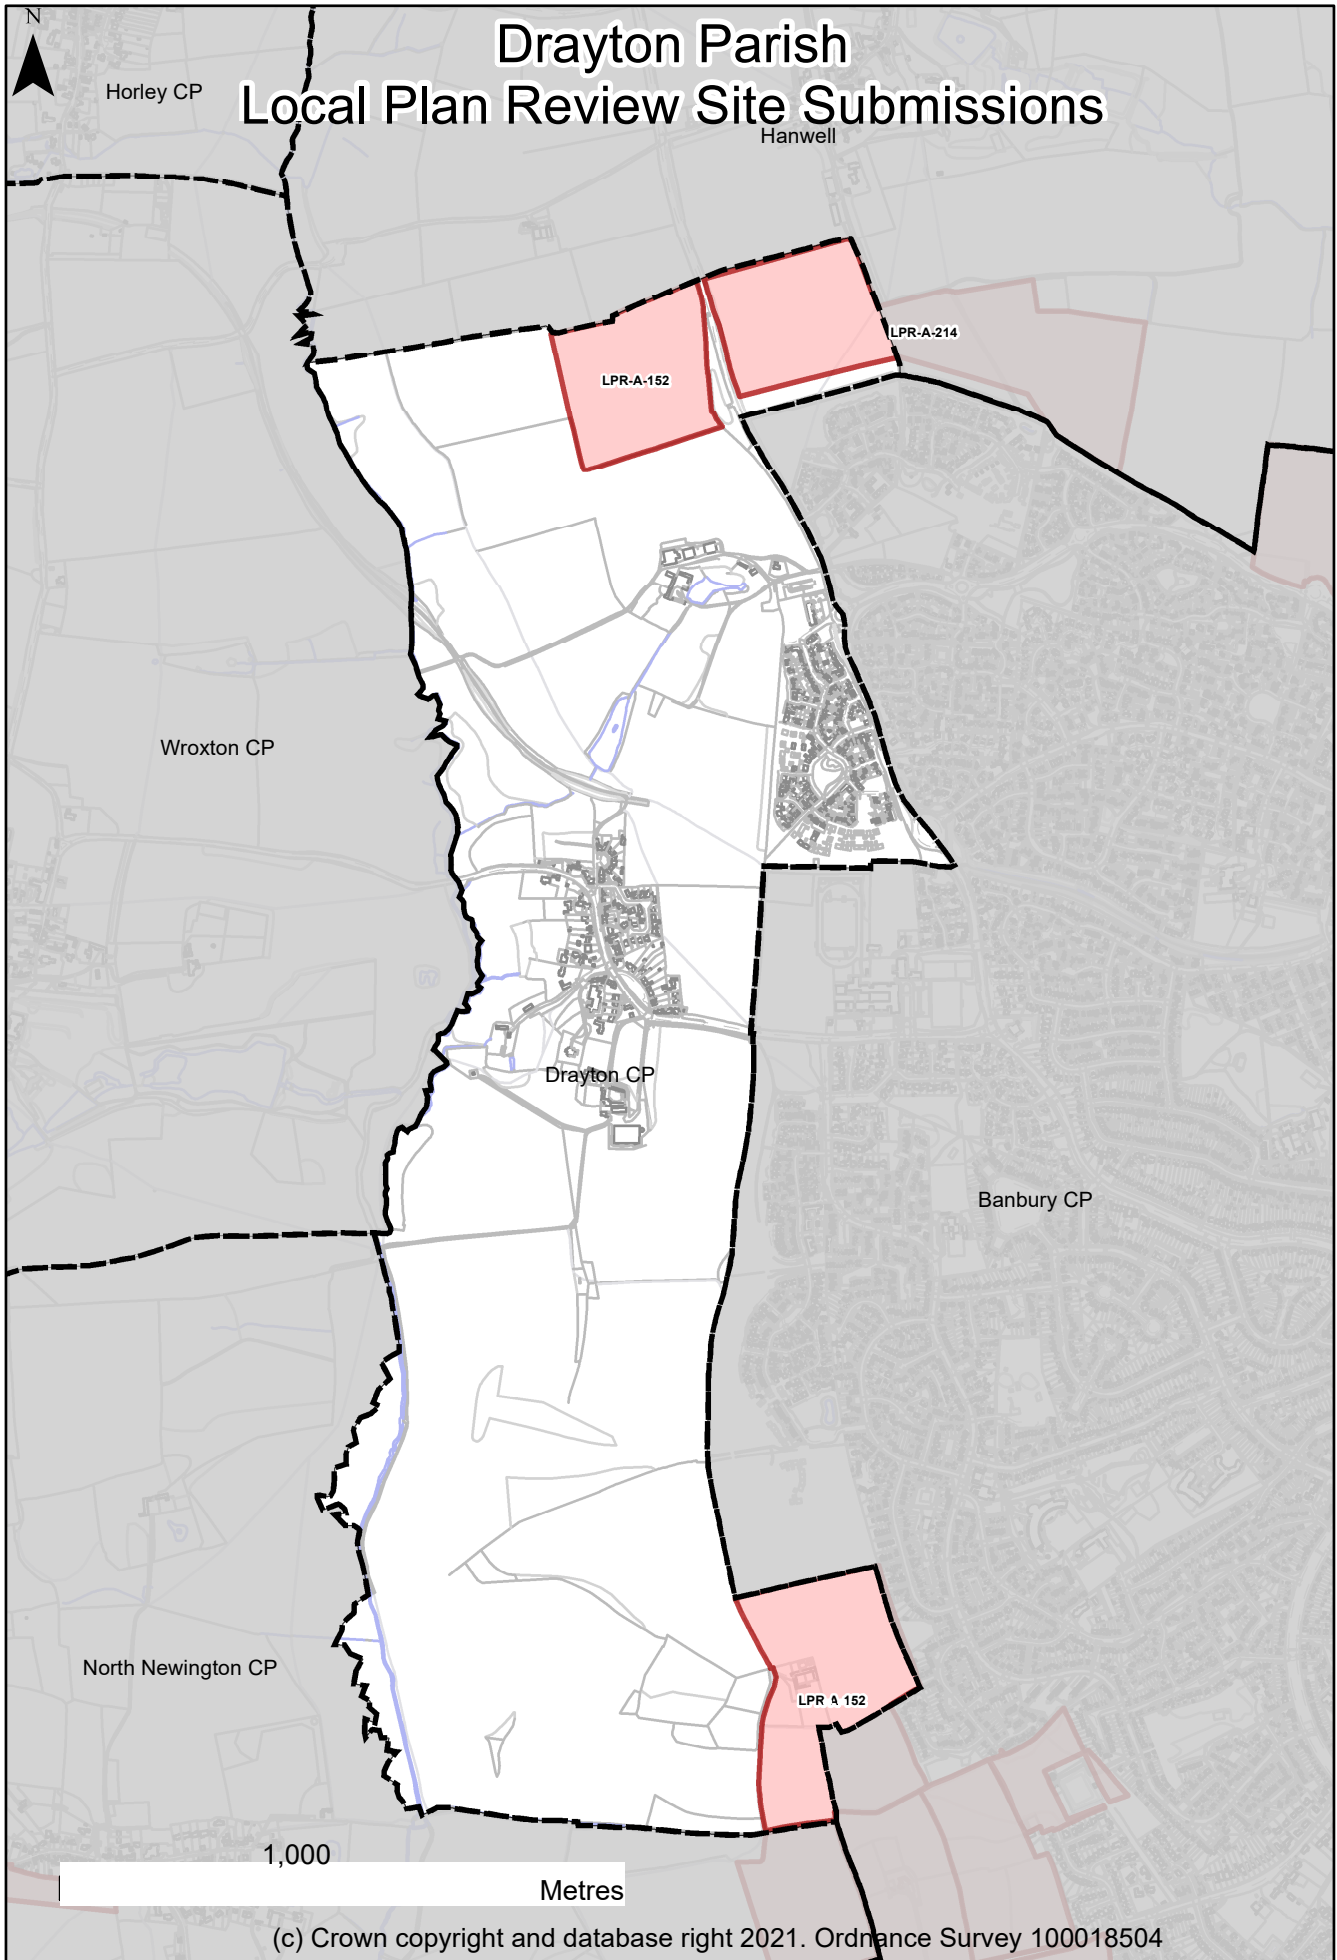 N
Drayton Parish
Local Plan Review Site Submissions
Horley CP
Hanwell
LPR-A-214
LPR-A-152
Wroxton CP
Drayton CP
Banbury CP
North Newington CP
LPR A 152
1,000
Metres
(c) Crown copyright and database right 2021. Ordnance Survey 100018504